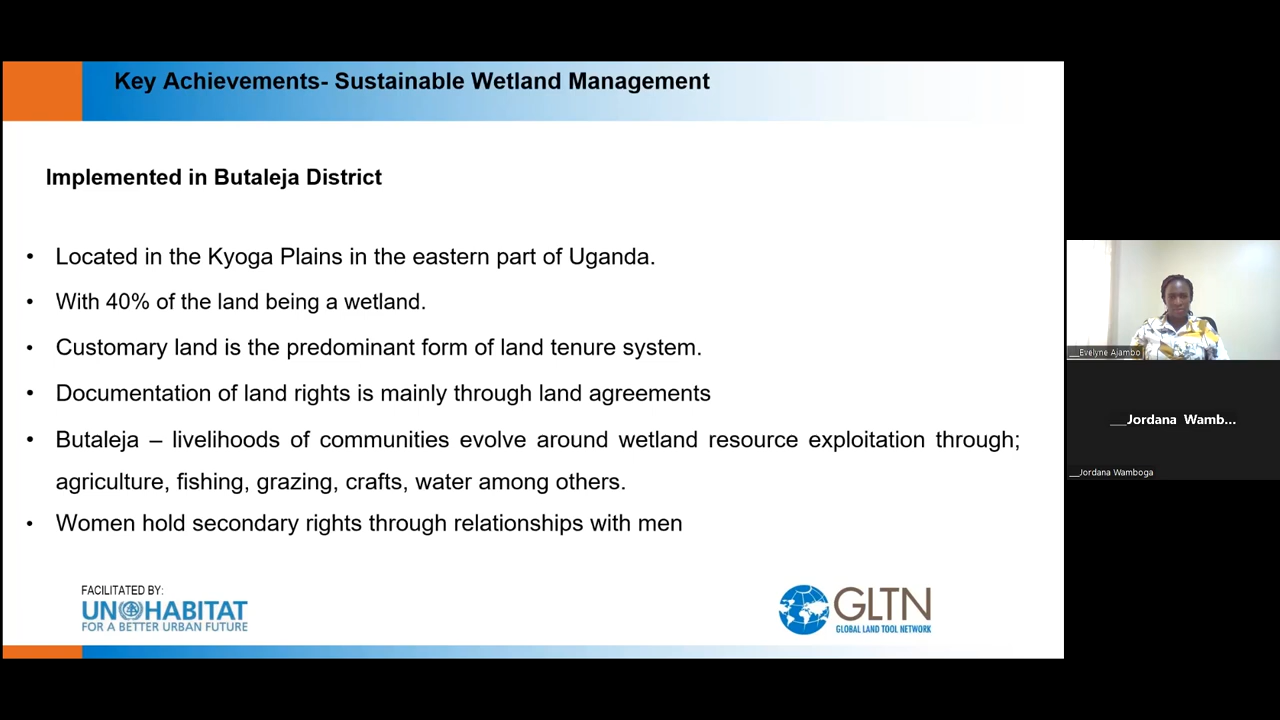 Key Achievements- Sustainable Wetland Management
Implemented in Butaleja District
• Located in the Kyoga Plains in the eastern part of Uganda.
• With 40% of the land being a wetland.
• Customary land is the predominant form of land tenure system.
• Documentation of land rights is mainly through land agreements
• Butaleja – livelihoods of communities evolve around wetland resource exploitation through;
agriculture, fishing, grazing, crafts, water among others.
• Women hold secondary rights through relationships with men
FACILITATED BY:
UN HABITAT
FOR A BETTER URBAN FUTURE
GLTN
GLOBAL LAND TOOL NETWORK
__Evelyne Ajambo
__Jordana Wamb...
__Jordana Wamboga